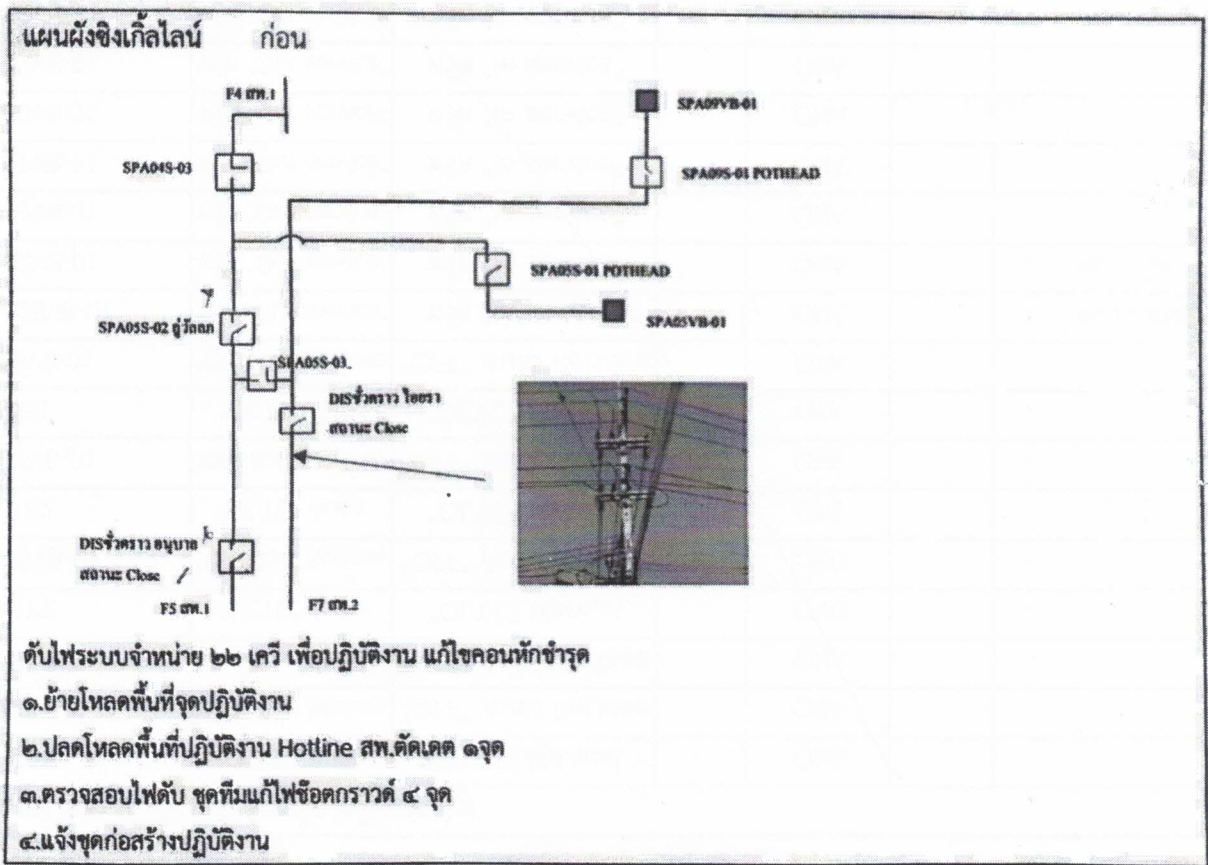 แผนผังซิงเกิ้ลไลน์ ก่อน
F4 สพ.1
SPA09VB-01
SPA04S-03
SPA09S-01 POTHEAD
SPA05S-01 POTHEAD
SPA05VB-01
SPA05S-02 อู่วัลลภ
SPA05S-03
DISชั่วคราว ไอยรา
สถานะ Close
DISชั่วคราว อนุบาล
สถานะ Close
F5 สพ.1
F7 สพ.2
ดับไฟระบบจำหน่าย ๒๒ เควี เพื่อปฏิบัติงาน แก้ไขคอนหักชำรุด
๑.ย้ายโหลดพื้นที่จุดปฏิบัติงาน
๒.ปลดโหลดพื้นที่ปฏิบัติงาน Hotline สพ.ตัดเดต ๑จุด
๓.ตรวจสอบไฟดับ ชุดทีมแก้ไฟช๊อตกราวด์ ๔ จุด
๔.แจ้งชุดก่อสร้างปฏิบัติงาน